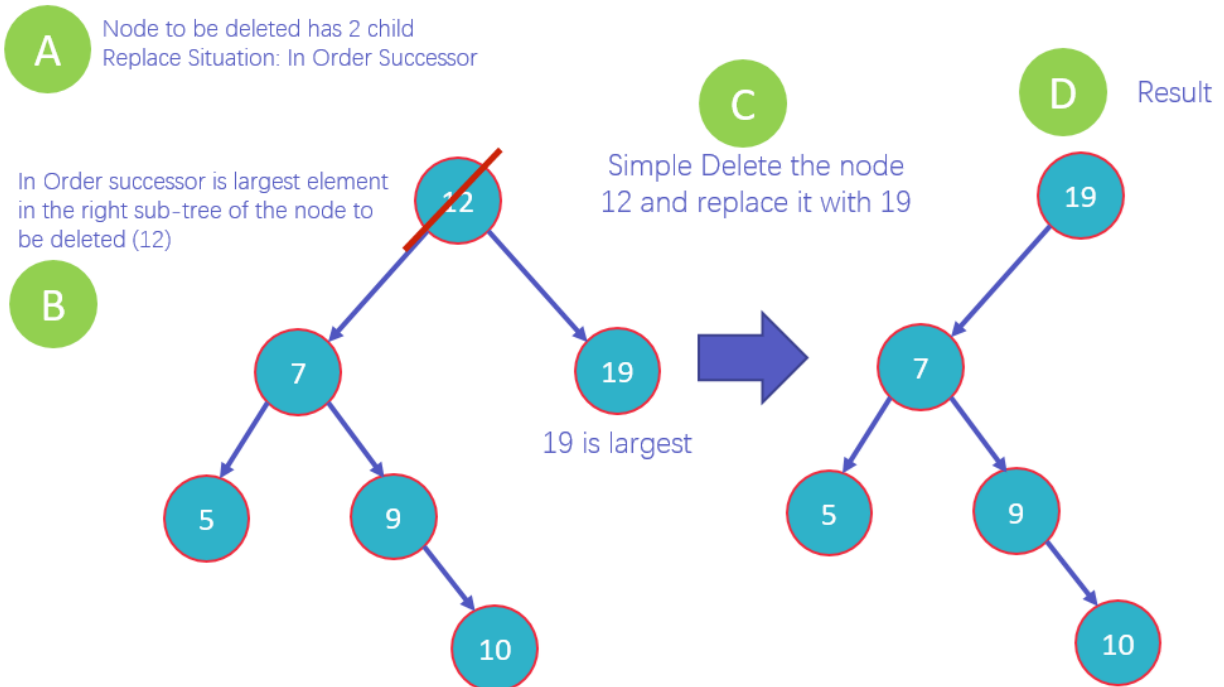 A
Node to be deleted has 2 child
Replace Situation: In Order Successor
C
D
Result
In Order successor is largest element
in the right sub-tree of the node to
be deleted (12)
B
12
Simple Delete the node
12 and replace it with 19
19
7
19
7
19 is largest
5
9
5
9
10
10